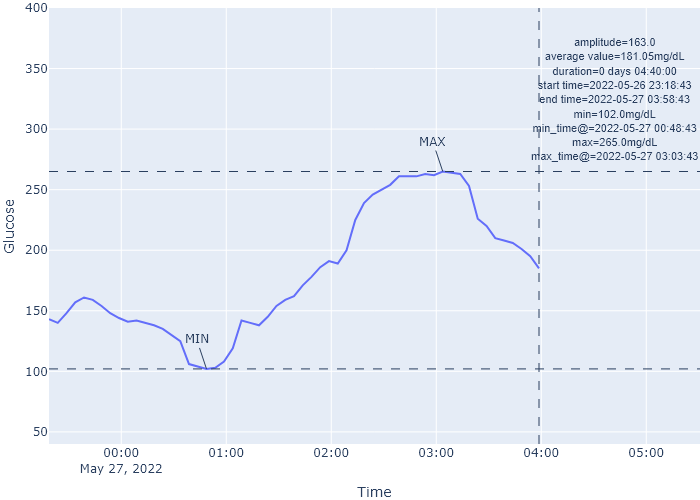 400
amplitude=163.0
average value=181.05mg/dL
350
duration=0 days 04:40:00
start time=2022-05-26 23:18:43
end time=2022-05-27 03:58:43
min=102.0mg/dL
300
min_time@=2022-05-27 00:48:43
max=265.0mg/dL
max_time@=2022-05-27 03:03:43
MAX
250
Glucose
200
150
MIN
100
50
00:00 01:00 02:00 03:00 04:00 05:00
May 27, 2022
Time